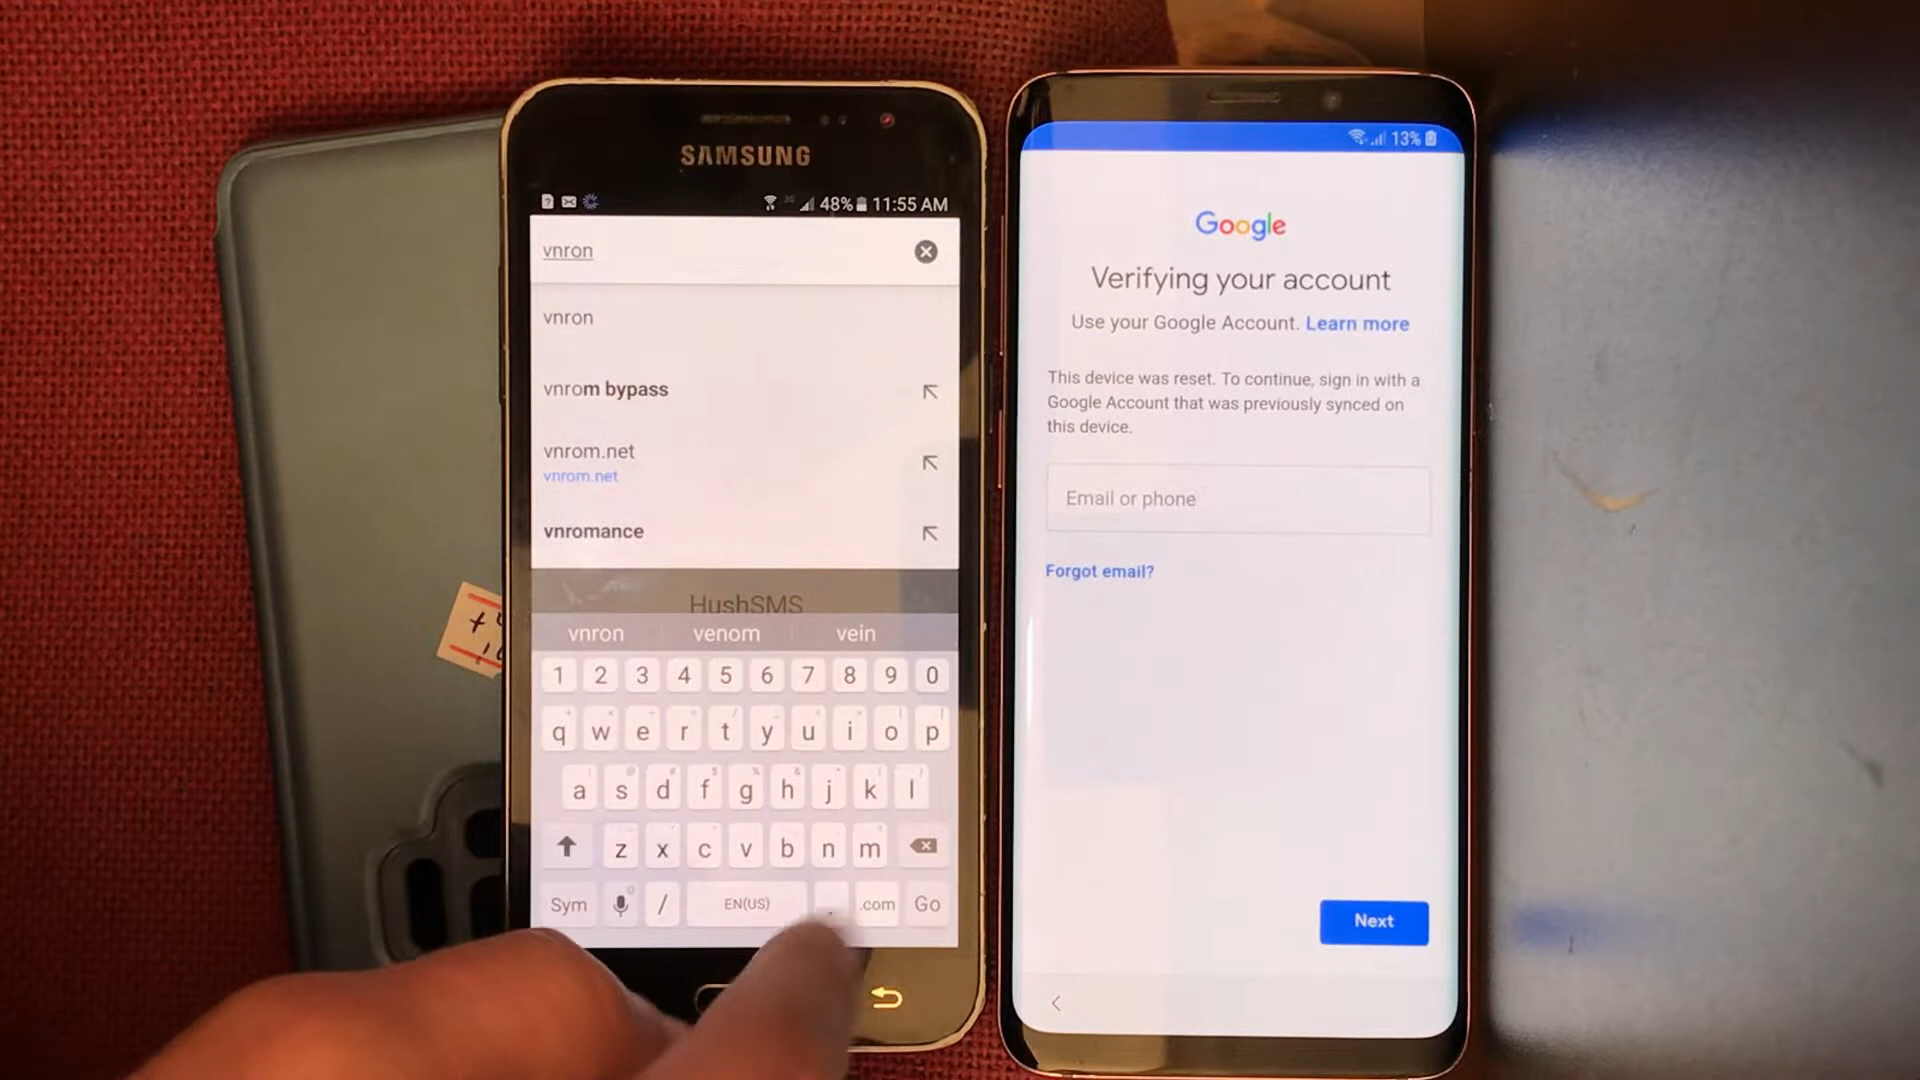 SAMSUNG
48% 11:55 AM
vnron
vnron
vnrom bypass
vnrom.net
vnrom.net
vnromance
HushSMS
vnron venom vein
1 2 3 4 5 6 7 8 9 0
q w e r t y u i o p
a s d f g h j k l
z x c v b n m
Sym / EN(US) . .com Go
13%
Google
Verifying your account
Use your Google Account. Learn more
This device was reset. To continue, sign in with a
Google Account that was previously synced on
this device.
Email or phone
Forgot email?
Next